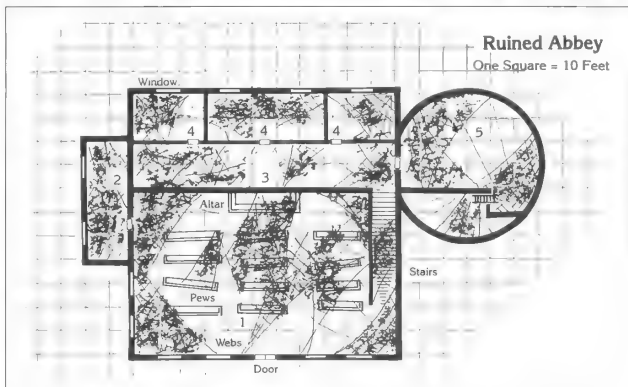 Ruined Abbey
One Square = 10 Feet
Window
4
4
4
5
2
3
Altar
Stairs
Pews
1
Webs
Door